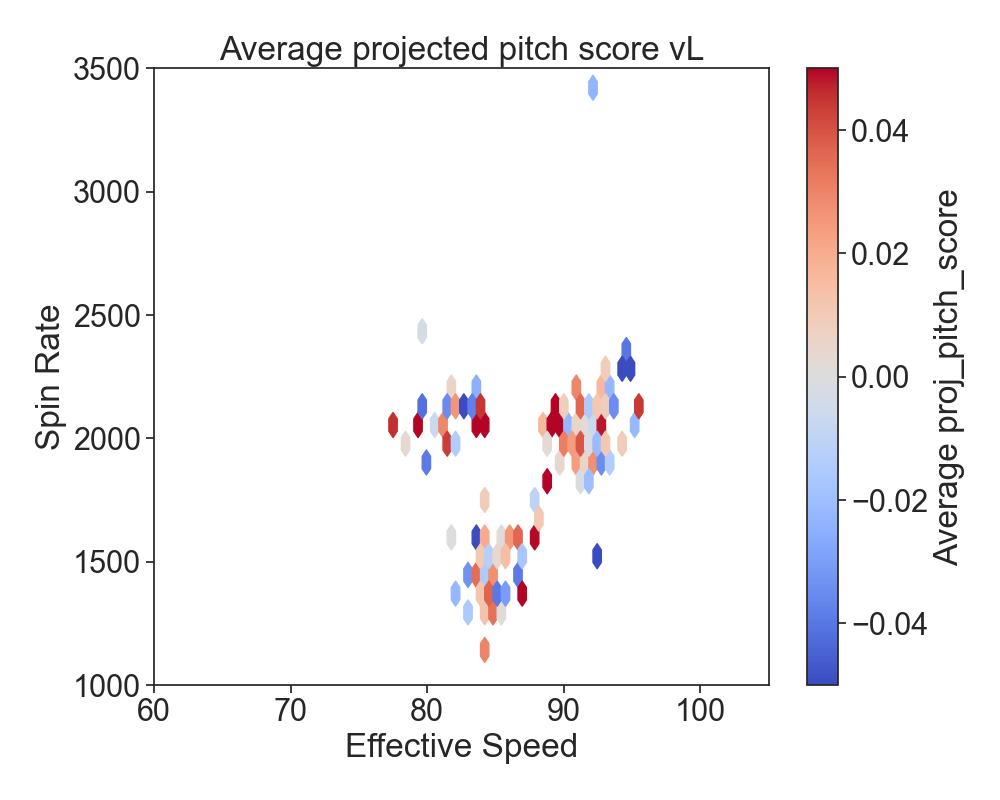 Average projected pitch score vL
3500
3000
2500
2000
1500
1000
Spin Rate
60 70 80 90 100
Effective Speed
0.04
0.02
0.00
−0.02
−0.04
Average proj_pitch_score